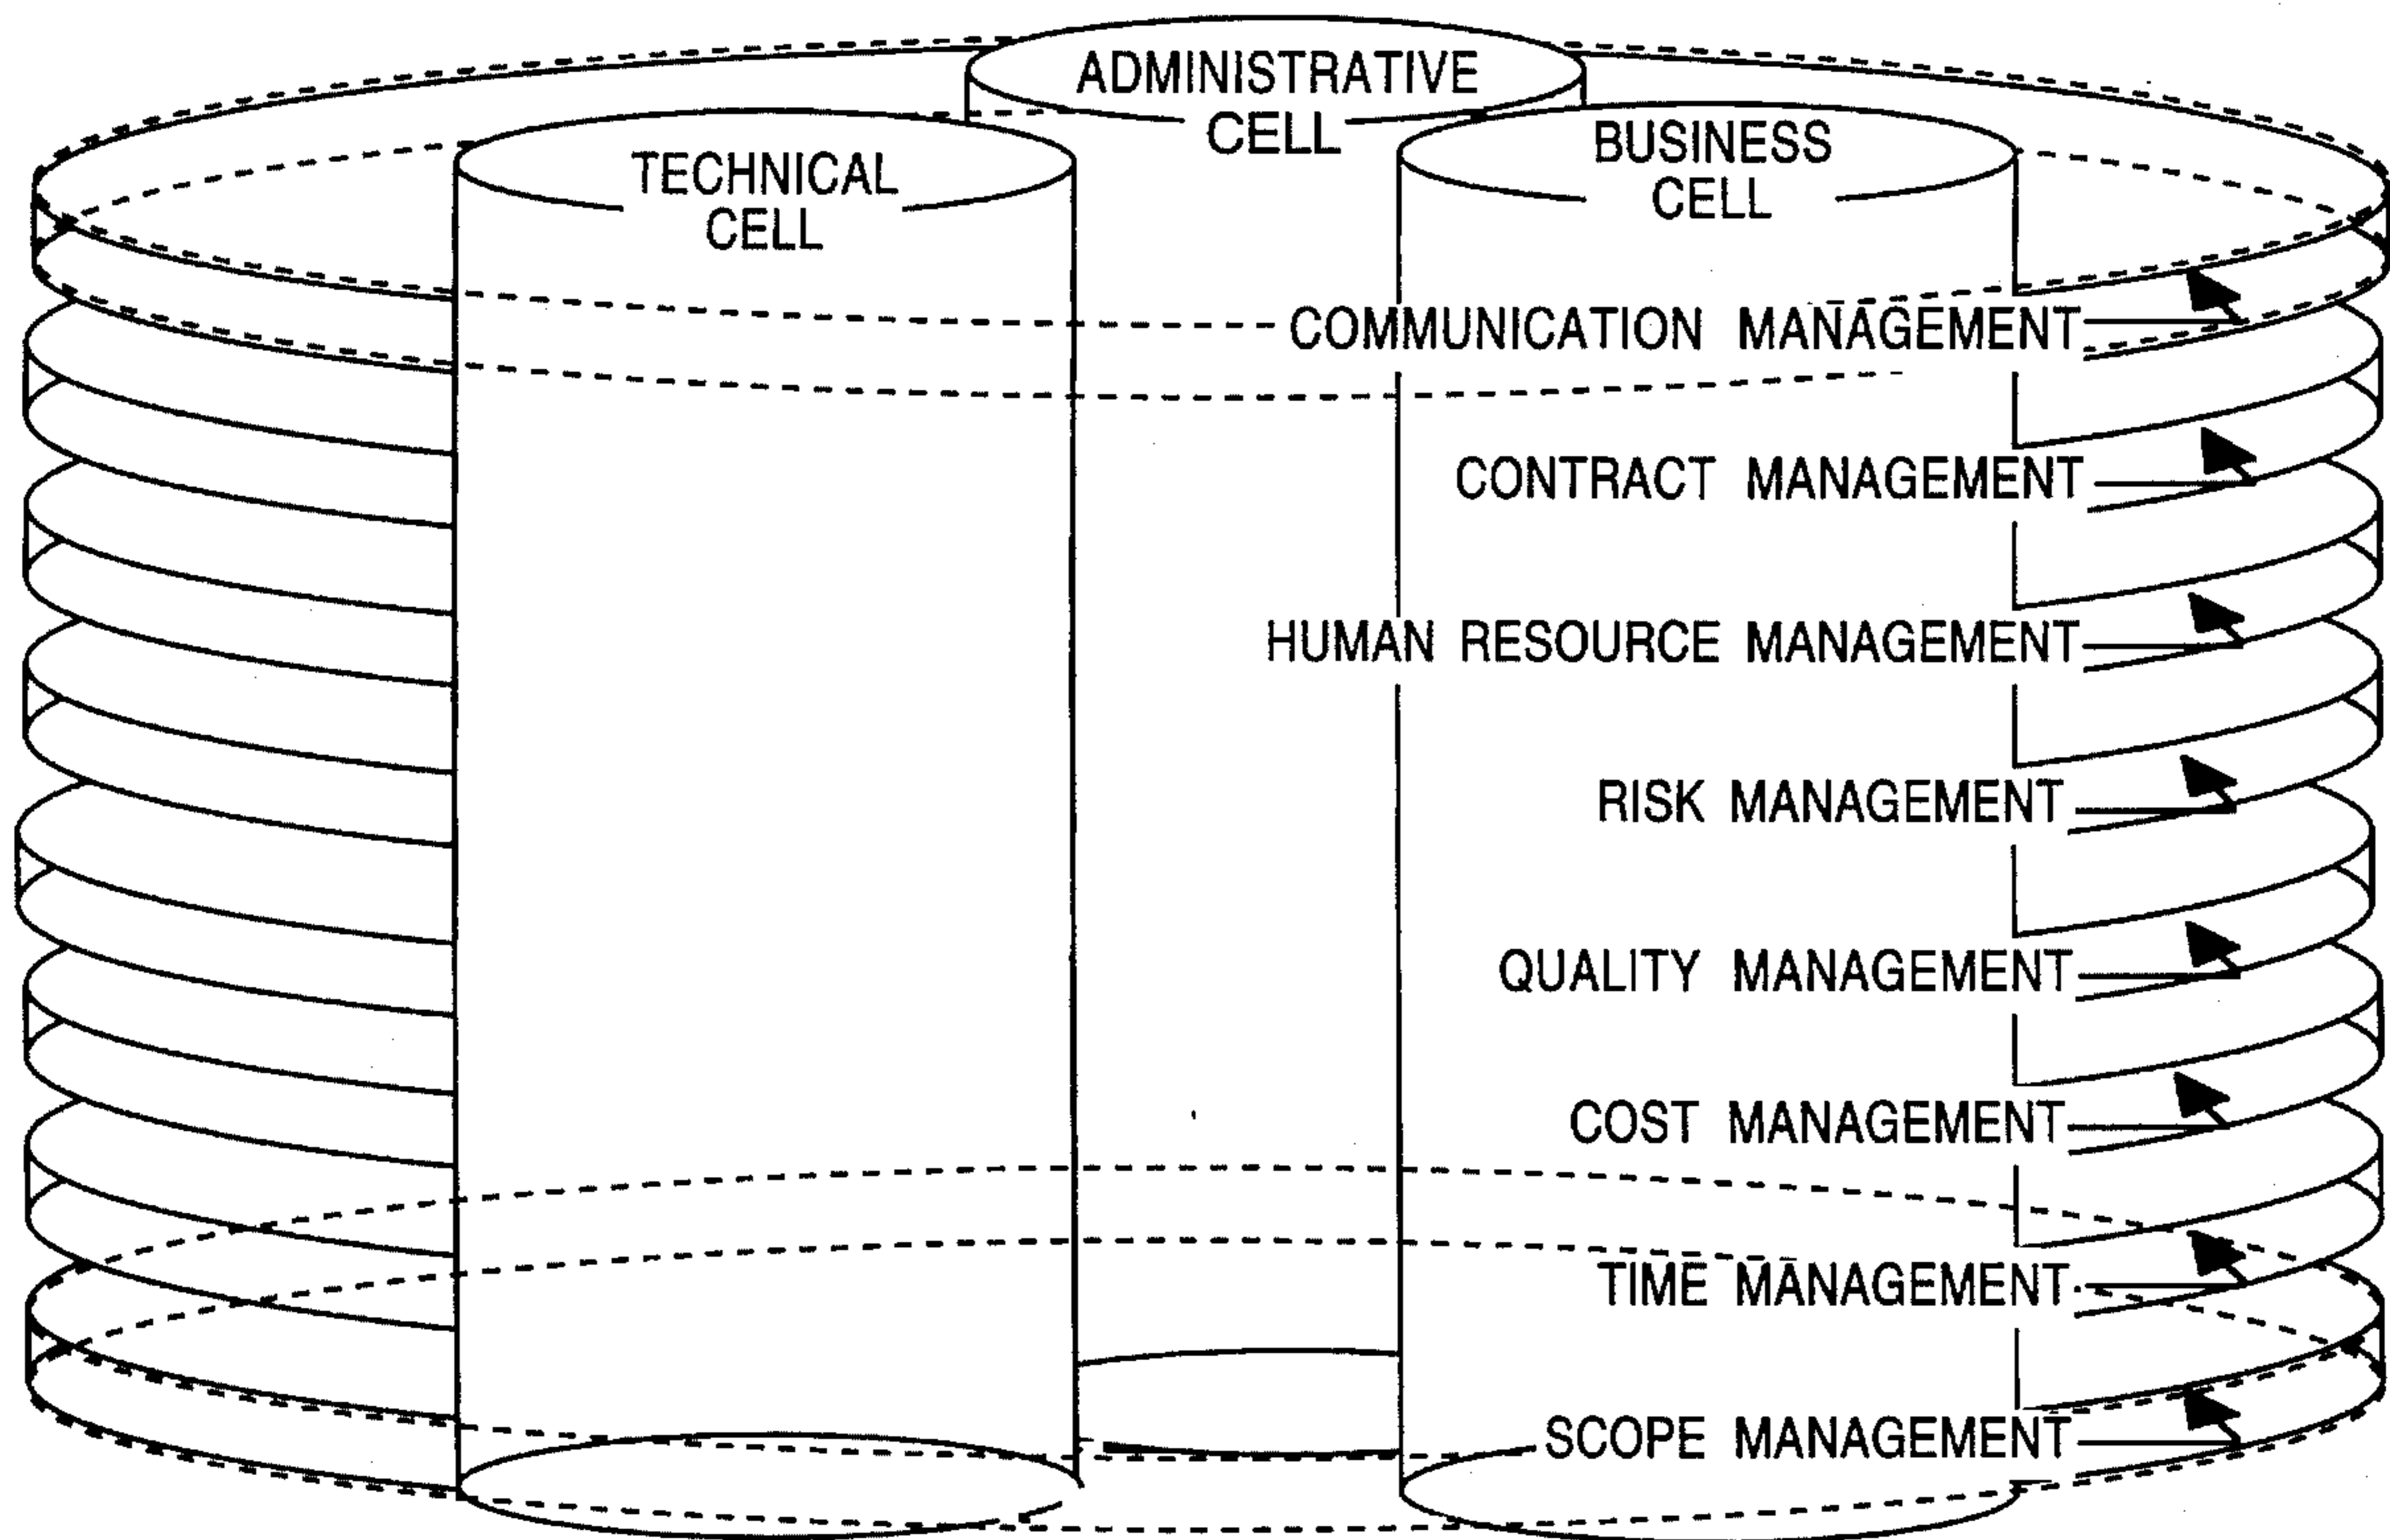 ADMINISTRATIVE
CELL
TECHNICAL
CELL
BUSINESS
CELL
COMMUNICATION MANAGEMENT
CONTRACT MANAGEMENT
HUMAN RESOURCE MANAGEMENT
RISK MANAGEMENT
QUALITY MANAGEMENT
COST MANAGEMENT
TIME MANAGEMENT
SCOPE MANAGEMENT